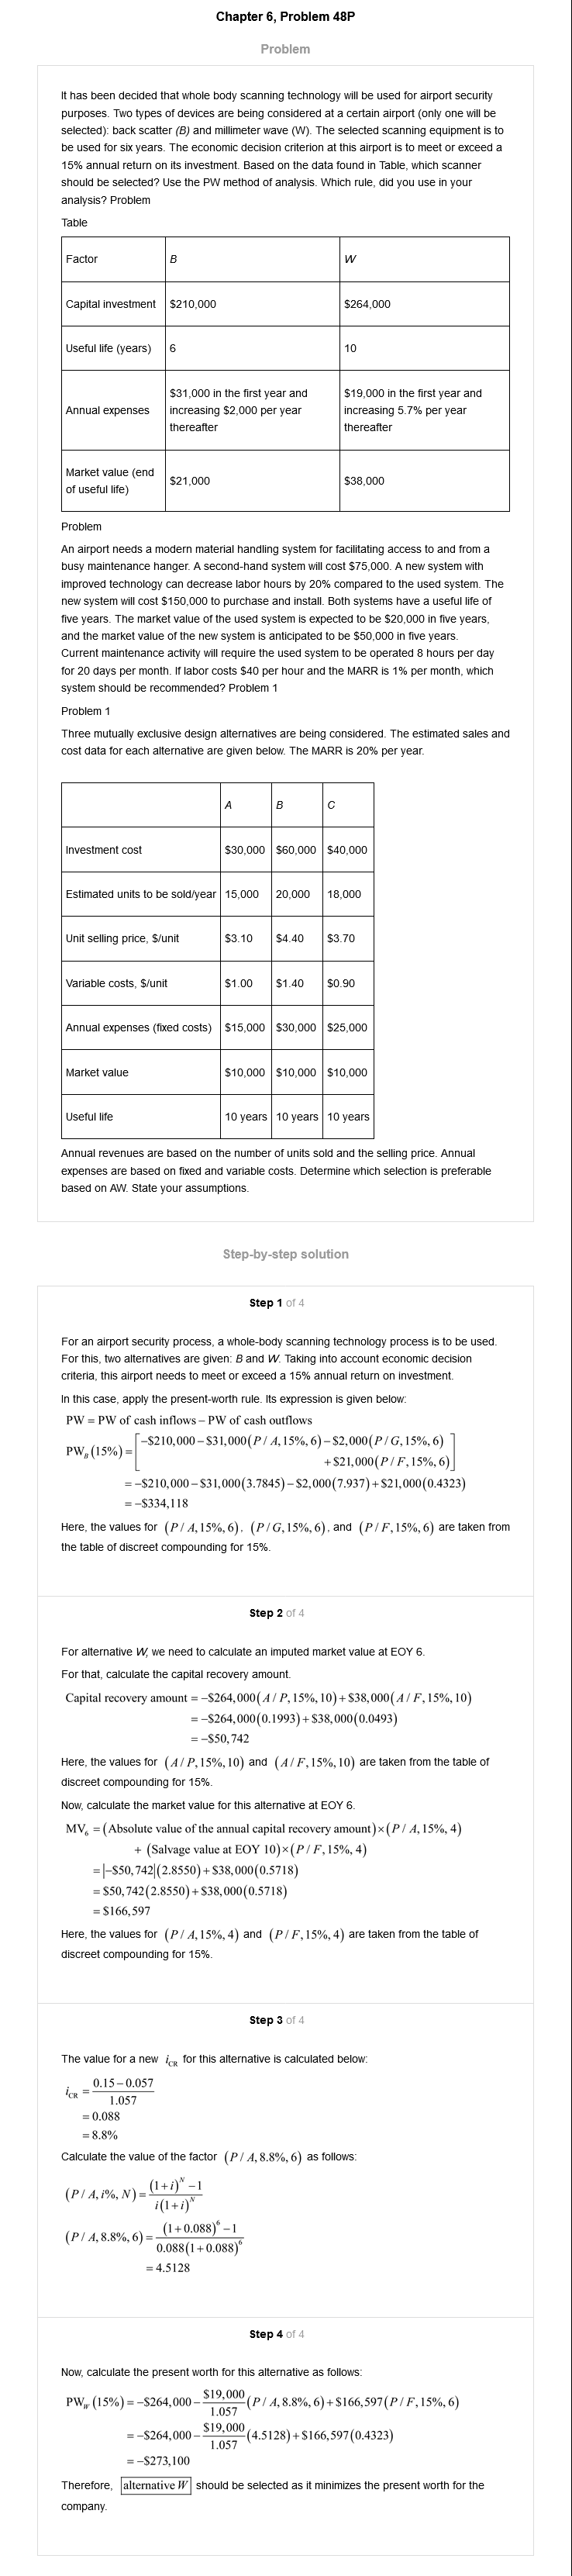 Chapter 6, Problem 48P
Problem
It has been decided that whole body scanning technology will be used for airport security
purposes. Two types of devices are being considered at a certain airport (only one will be
selected): back scatter (B) and millimeter wave (W). The selected scanning equipment is to
be used for six years. The economic decision criterion at this airport is to meet or exceed a
15% annual return on its investment. Based on the data found in Table, which scanner
should be selected? Use the PW method of analysis. Which rule, did you use in your
analysis? Problem
Table
Factor B W
Capital investment $210,000 $264,000
Useful life (years) 6 10
Annual expenses $31,000 in the first year and increasing $2,000 per year thereafter $19,000 in the first year and increasing 5.7% per year thereafter
Market value (end of useful life) $21,000 $38,000
Problem
An airport needs a modern material handling system for facilitating access to and from a
busy maintenance hanger. A second-hand system will cost $75,000. A new system with
improved technology can decrease labor hours by 20% compared to the used system. The
new system will cost $150,000 to purchase and install. Both systems have a useful life of
five years. The market value of the used system is expected to be $20,000 in five years,
and the market value of the new system is anticipated to be $50,000 in five years.
Current maintenance activity will require the used system to be operated 8 hours per day
for 20 days per month. If labor costs $40 per hour and the MARR is 1% per month, which
system should be recommended? Problem 1
Problem 1
Three mutually exclusive design alternatives are being considered. The estimated sales and
cost data for each alternative are given below. The MARR is 20% per year.
A B C
Investment cost $30,000 $60,000 $40,000
Estimated units to be sold/year 15,000 20,000 18,000
Unit selling price, $/unit $3.10 $4.40 $3.70
Variable costs, $/unit $1.00 $1.40 $0.90
Annual expenses (fixed costs) $15,000 $30,000 $25,000
Market value $10,000 $10,000 $10,000
Useful life 10 years 10 years 10 years
Annual revenues are based on the number of units sold and the selling price. Annual
expenses are based on fixed and variable costs. Determine which selection is preferable
based on AW. State your assumptions.
Step-by-step solution
Step 1 of 4
For an airport security process, a whole-body scanning technology process is to be used.
For this, two alternatives are given: B and W. Taking into account economic decision
criteria, this airport needs to meet or exceed a 15% annual return on investment.
In this case, apply the present-worth rule. Its expression is given below:
PW = PW of cash inflows – PW of cash outflows
PW_B (15%) = [–$210,000 – $31,000(P / A, 15%, 6) – $2,000(P / G, 15%, 6)
+ $21,000(P / F, 15%, 6)]
= –$210,000 – $31,000(3.7845) – $2,000(7.937) + $21,000(0.4323)
= –$334,118
Here, the values for (P / A, 15%, 6), (P / G, 15%, 6), and (P / F, 15%, 6) are taken from
the table of discreet compounding for 15%.
Step 2 of 4
For alternative W, we need to calculate an imputed market value at EOY 6.
For that, calculate the capital recovery amount.
Capital recovery amount = –$264,000(A / P, 15%, 10) + $38,000(A / F, 15%, 10)
= –$264,000(0.1993) + $38,000(0.0493)
= –$50,742
Here, the values for (A / P, 15%, 10) and (A / F, 15%, 10) are taken from the table of
discreet compounding for 15%.
Now, calculate the market value for this alternative at EOY 6.
MV₆ = (Absolute value of the annual capital recovery amount) × (P / A, 15%, 4)
+ (Salvage value at EOY 10) × (P / F, 15%, 4)
= |–$50,742|(2.8550) + $38,000(0.5718)
= $50,742(2.8550) + $38,000(0.5718)
= $166,597
Here, the values for (P / A, 15%, 4) and (P / F, 15%, 4) are taken from the table of
discreet compounding for 15%.
Step 3 of 4
The value for a new i_CR for this alternative is calculated below:
i_CR = (0.15 – 0.057) / 1.057
= 0.088
= 8.8%
Calculate the value of the factor (P / A, 8.8%, 6) as follows:
(P / A, i%, N) = ((1 + i)^N – 1) / (i(1 + i)^N)
(P / A, 8.8%, 6) = ((1 + 0.088)^6 – 1) / (0.088(1 + 0.088)^6)
= 4.5128
Step 4 of 4
Now, calculate the present worth for this alternative as follows:
PW_W (15%) = –$264,000 – $19,000/1.057 (P / A, 8.8%, 6) + $166,597(P / F, 15%, 6)
= –$264,000 – $19,000/1.057 (4.5128) + $166,597(0.4323)
= –$273,100
Therefore, alternative W should be selected as it minimizes the present worth for the
company.